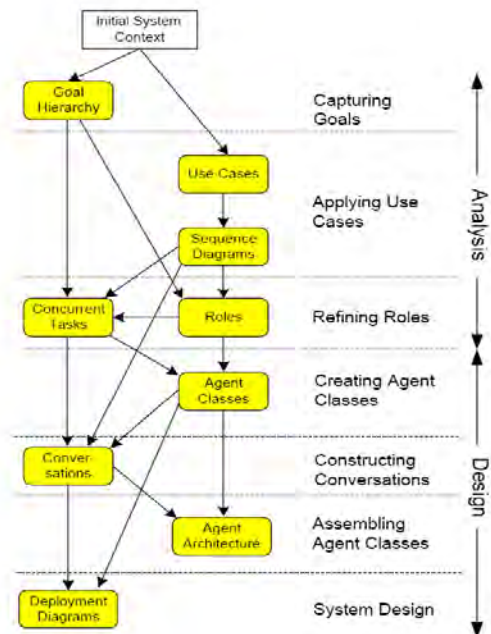 Initial System
Context
Goal
Hierarchy
Capturing
Goals
Use Cases
Applying Use
Cases
Sequence
Diagrams
Analysis
Concurrent
Tasks
Roles
Refining Roles
Agent
Classes
Creating Agent
Classes
Conver-
sations
Constructing
Conversations
Design
Agent
Architecture
Assembling
Agent Classes
Deployment
Diagrams
System Design